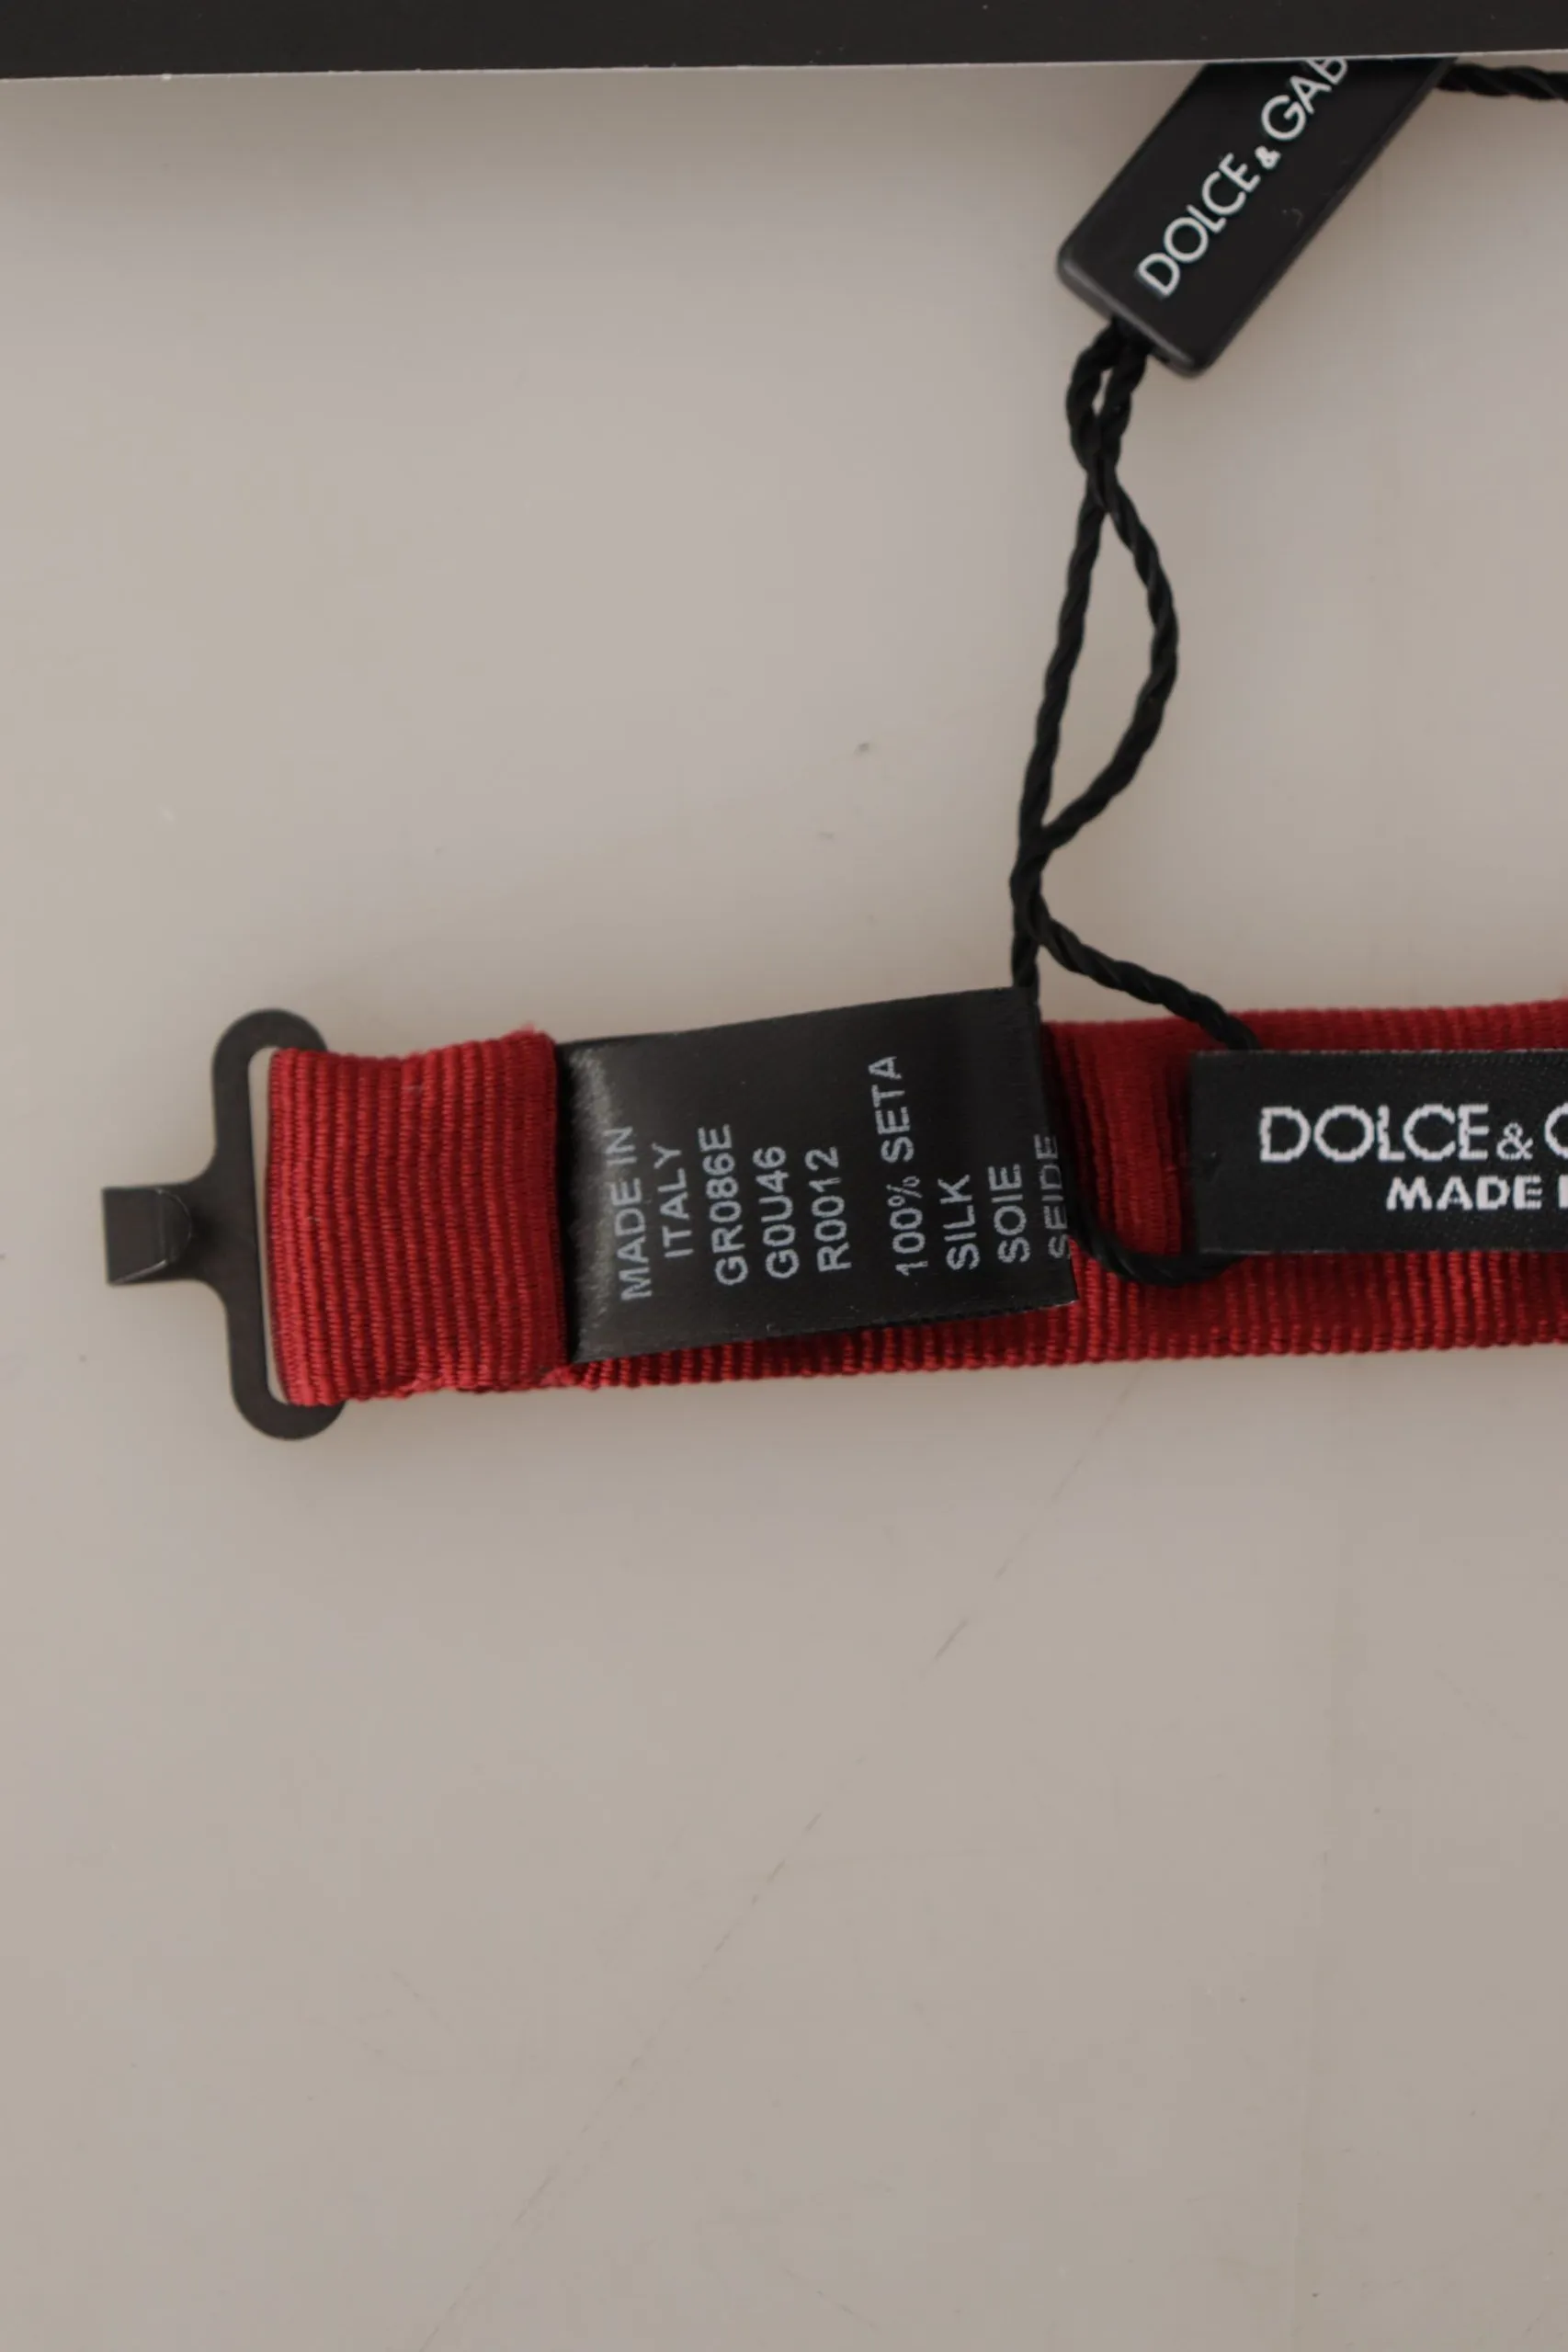 DOLCE & GAB
MADE IN
ITALY
GR086E
G0U46
R0012
100% SETA
SILK
SOIE
SEIDE
DOLCE & G
MADE I